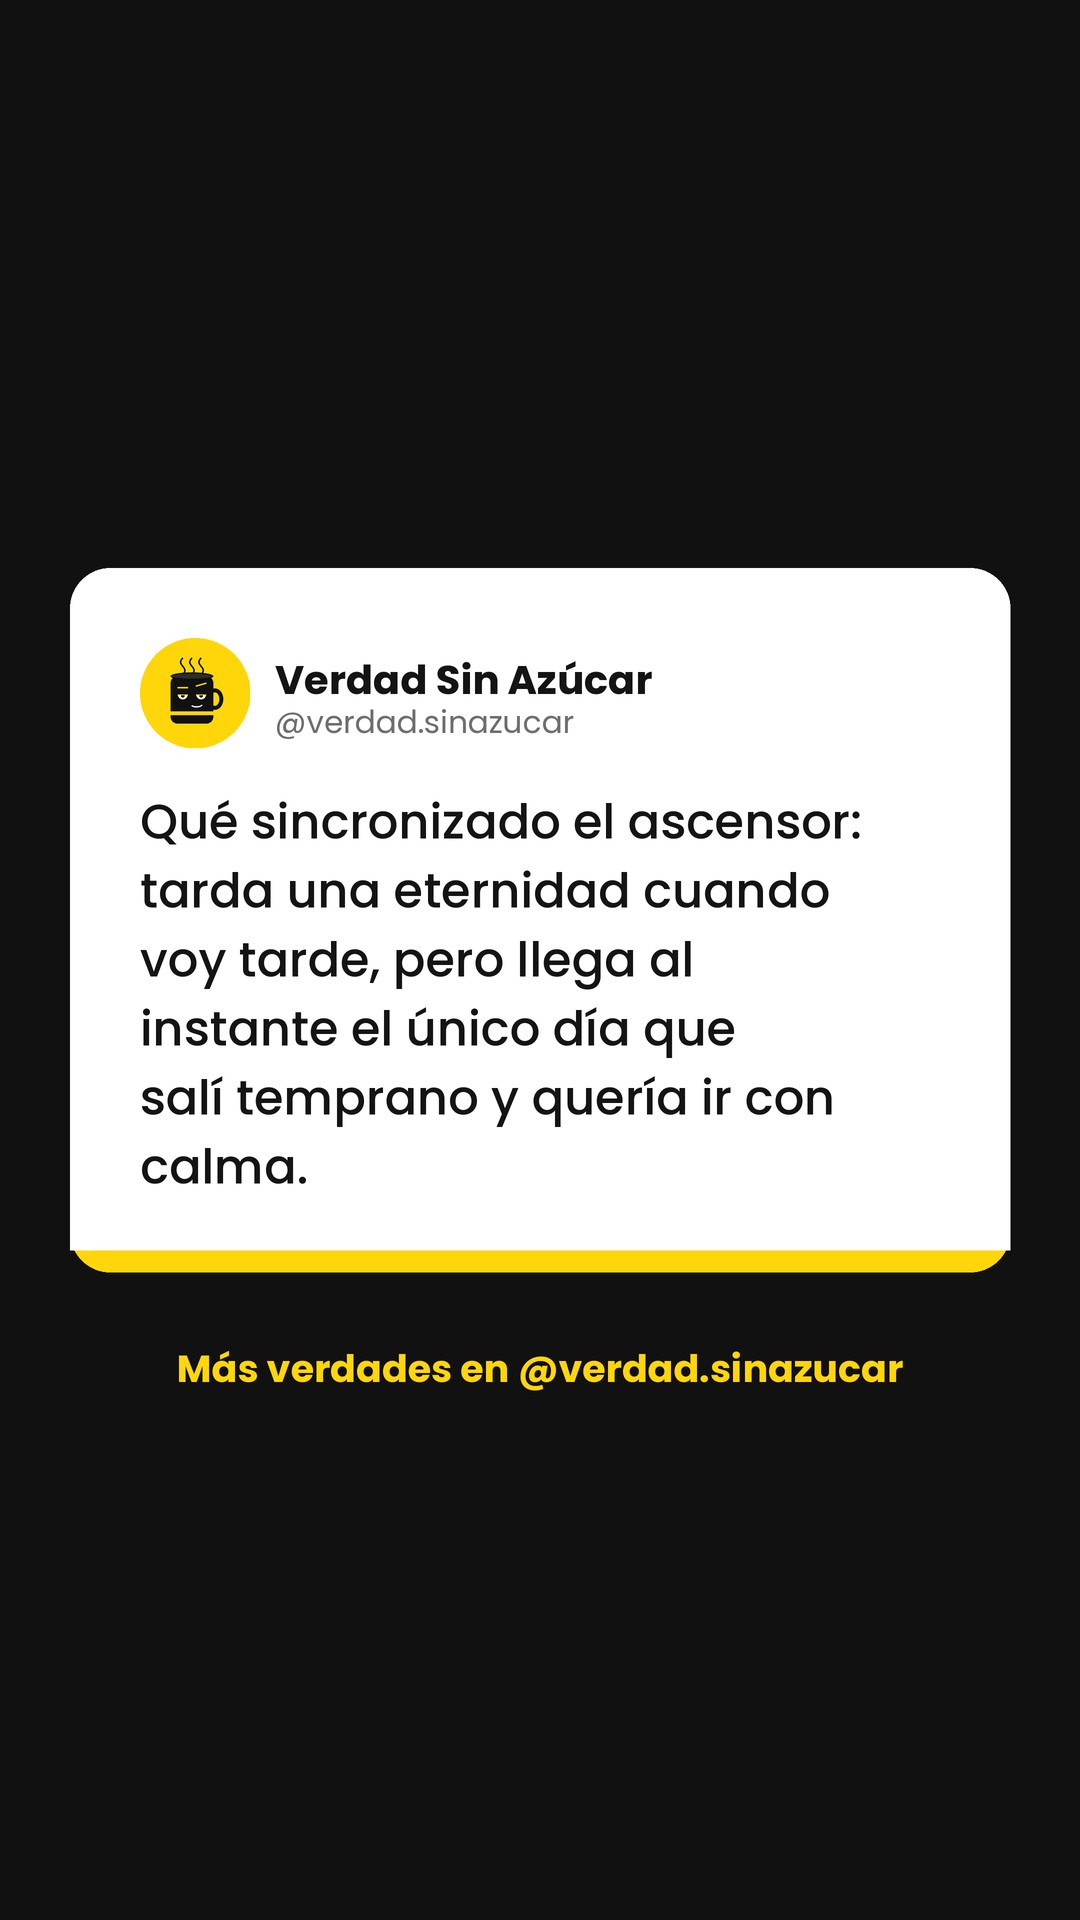 Verdad Sin Azúcar
@verdad.sinazucar
Qué sincronizado el ascensor:
tarda una eternidad cuando
voy tarde, pero llega al
instante el único día que
salí temprano y quería ir con
calma.
Más verdades en @verdad.sinazucar